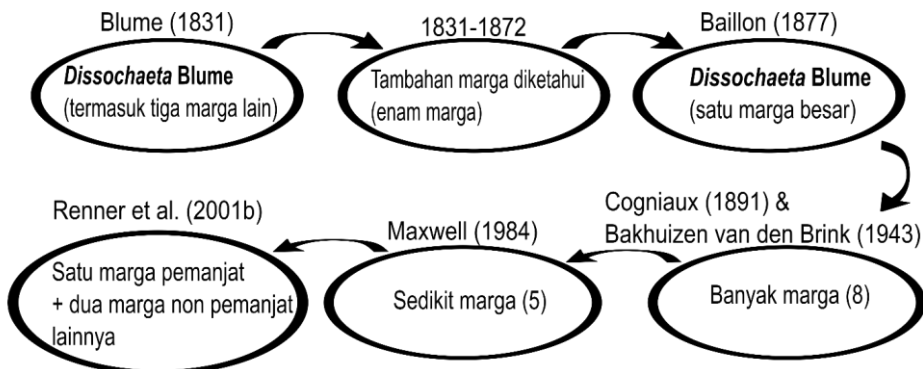 Blume (1831)
Dissochaeta Blume
(termasuk tiga marga lain)
1831-1872
Tambahan marga diketahui
(enam marga)
Baillon (1877)
Dissochaeta Blume
(satu marga besar)
Cogniaux (1891) &
Bakhuizen van den Brink (1943)
Banyak marga (8)
Maxwell (1984)
Sedikit marga (5)
Renner et al. (2001b)
Satu marga pemanjat
+ dua marga non pemanjat
lainnya